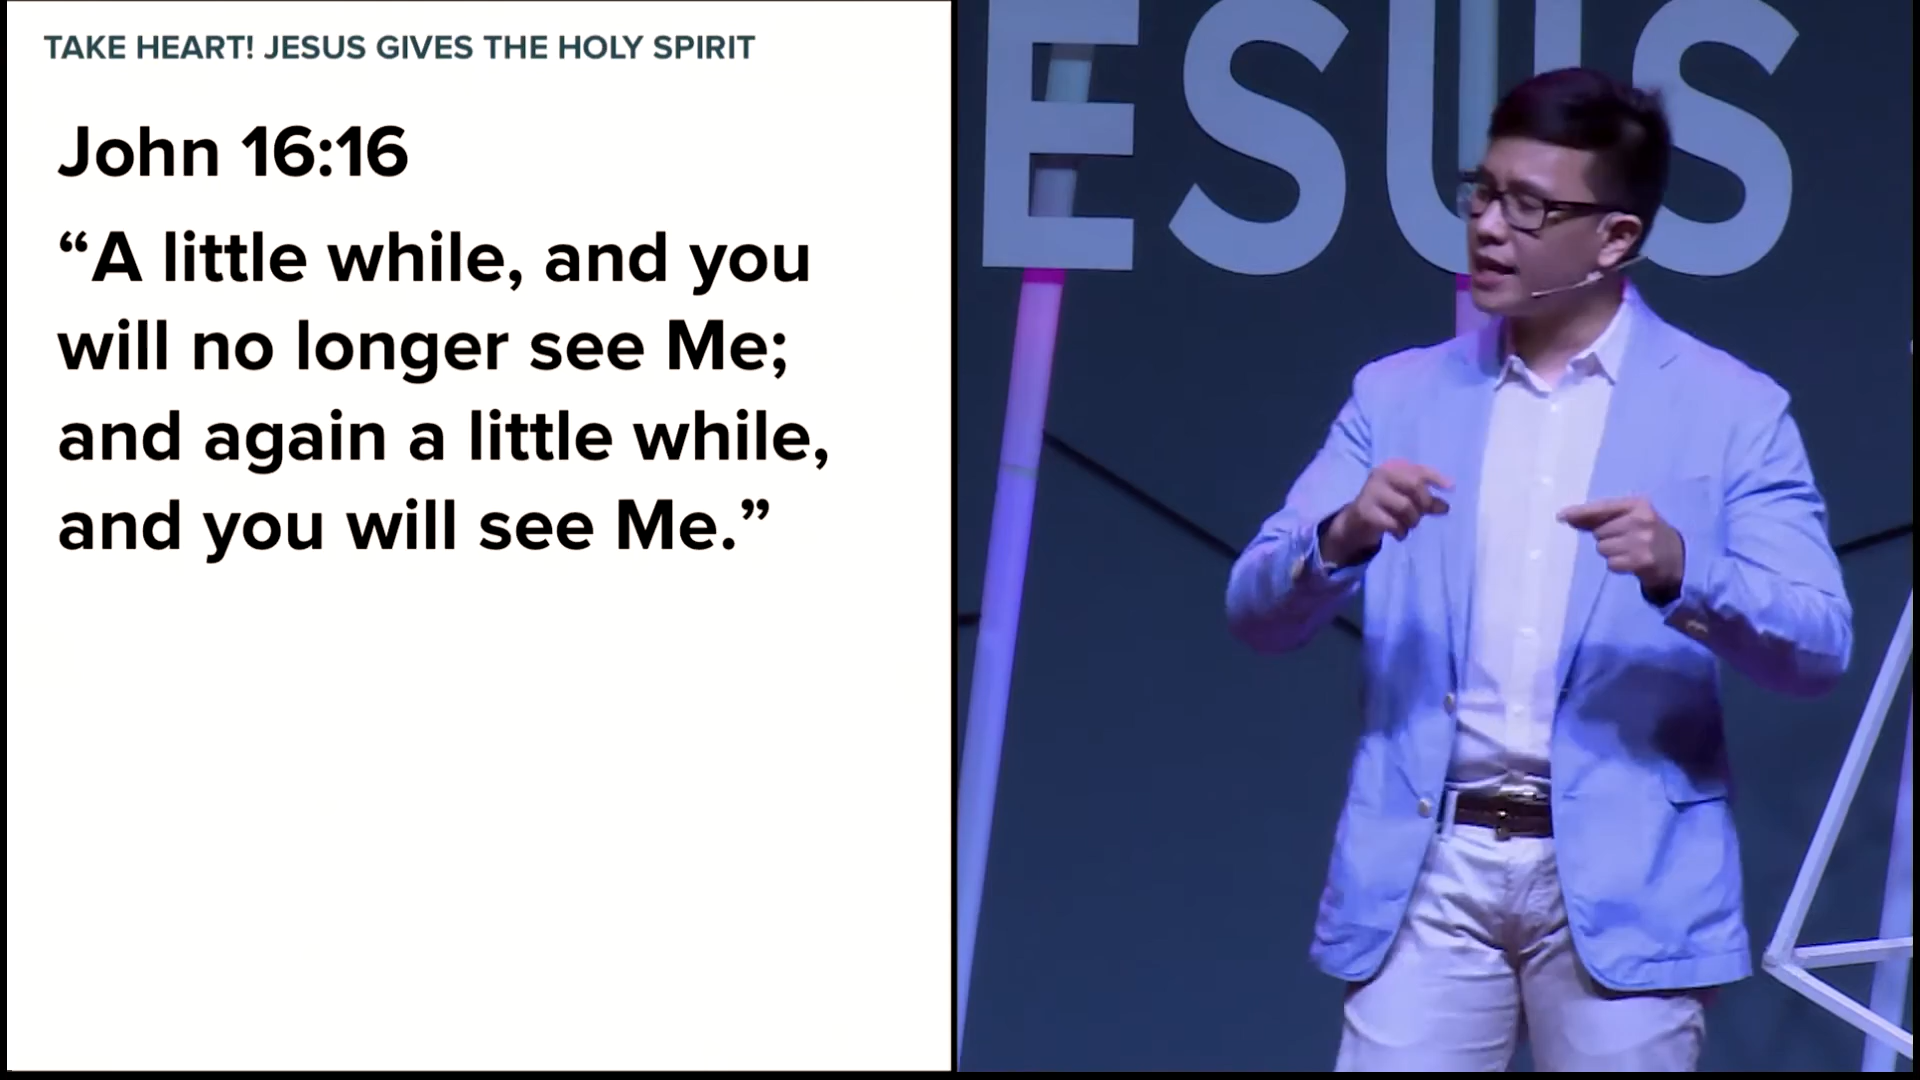 TAKE HEART! JESUS GIVES THE HOLY SPIRIT
John 16:16
“A little while, and you
will no longer see Me;
and again a little while,
and you will see Me.”
ESUS